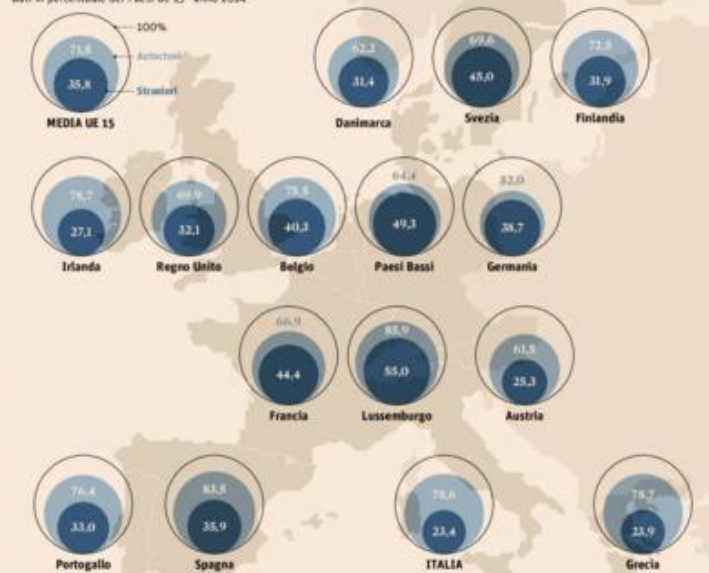 100%
71,8
Autoctoni
35,8
Stranieri
MEDIA UE 15
62,2
31,4
Danimarca
69,6
45,0
Svezia
72,5
31,9
Finlandia
78,7
27,1
Irlanda
69,9
32,1
Regno Unito
75,8
40,3
Belgio
64,4
49,3
Paesi Bassi
52,0
38,7
Germania
66,9
44,4
Francia
85,9
55,0
Lussemburgo
61,8
25,3
Austria
76,4
33,0
Portogallo
83,5
35,9
Spagna
78,6
23,4
ITALIA
78,7
23,9
Grecia